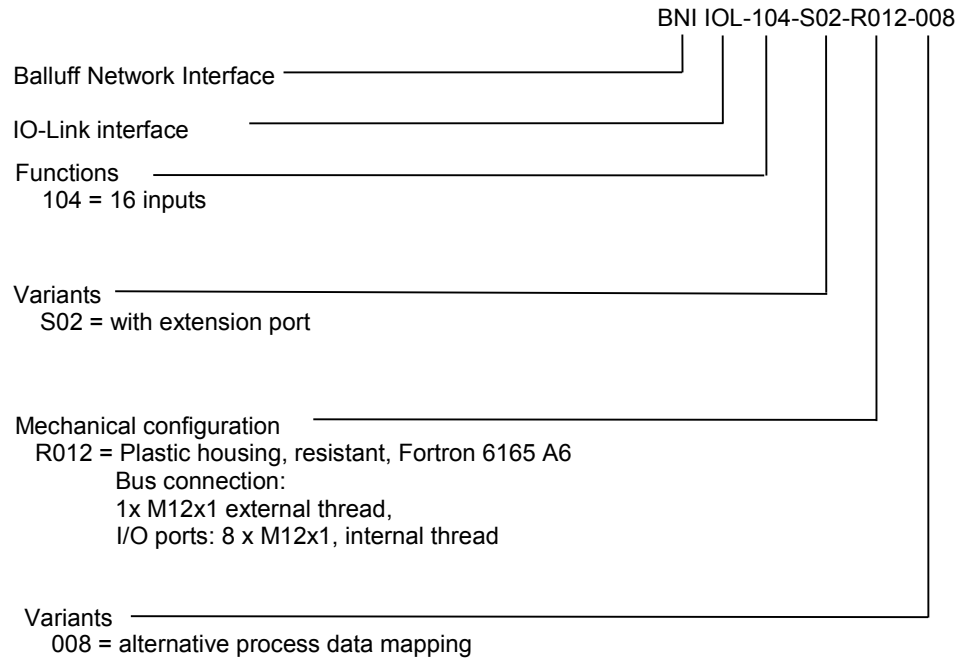 BNI IOL-104-S02-R012-008
Balluff Network Interface
IO-Link interface
Functions
104 = 16 inputs
Variants
S02 = with extension port
Mechanical configuration
R012 = Plastic housing, resistant, Fortron 6165 A6
Bus connection:
1x M12x1 external thread,
I/O ports: 8 x M12x1, internal thread
Variants
008 = alternative process data mapping